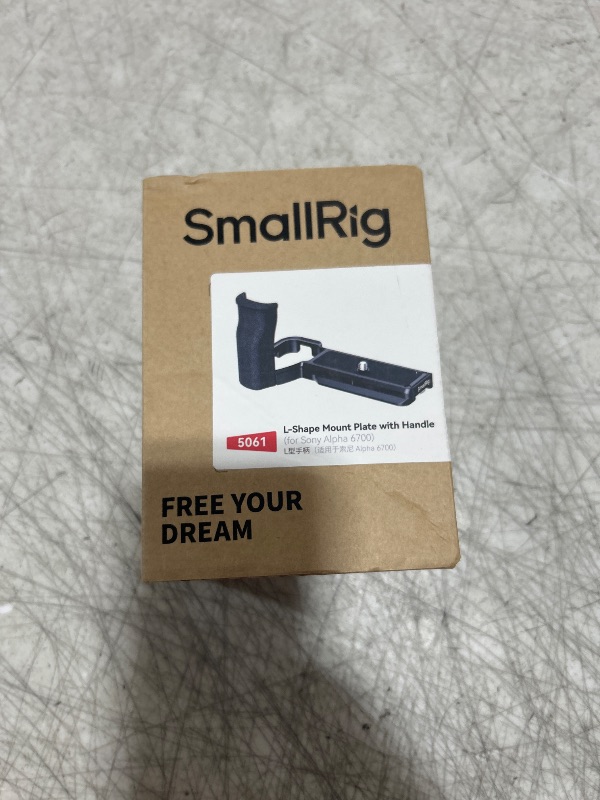 SmallRig
SmallRig
5061
L-Shape Mount Plate with Handle
(for Sony Alpha 6700)
L型手柄 (适用于索尼 Alpha 6700)
FREE YOUR
DREAM